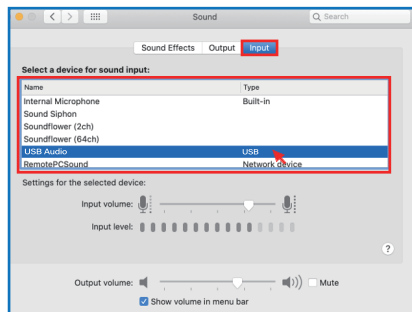 Sound
Search
Sound Effects Output Input
Select a device for sound input:
Name Type
Internal Microphone Built-in
Sound Siphon
Soundflower (2ch)
Soundflower (64ch)
USB Audio USB
RemotePCSound Network device
Settings for the selected device:
Input volume:
Input level:
?
Output volume: Mute
Show volume in menu bar